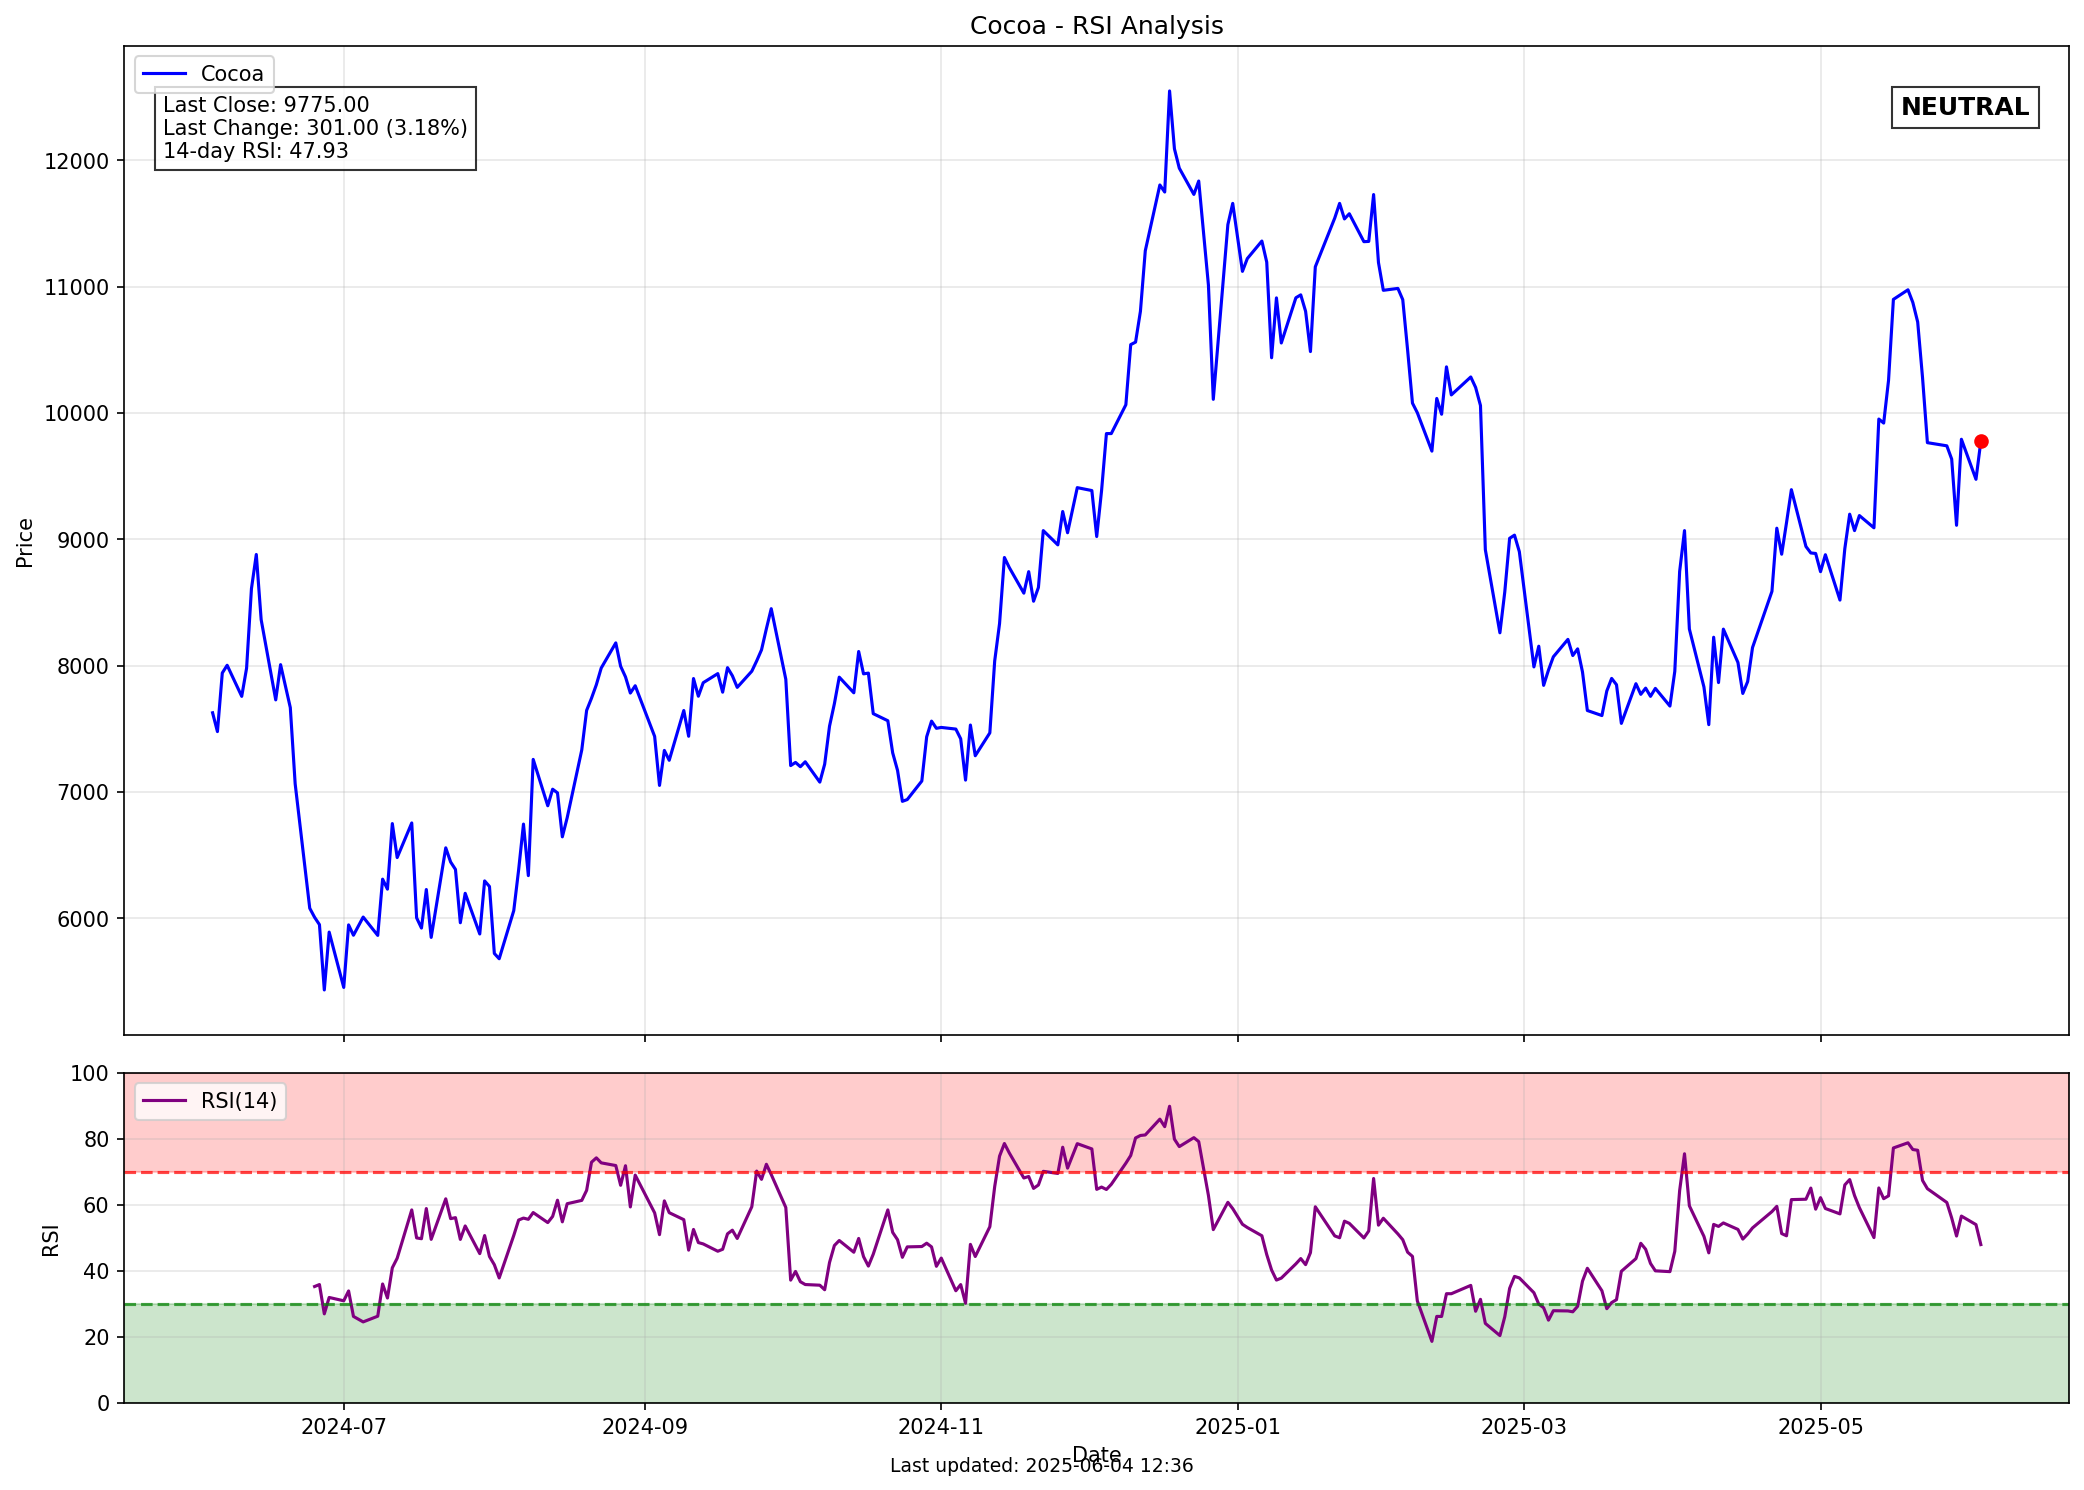 Cocoa - RSI Analysis
Cocoa
Last Close: 9775.00
Last Change: 301.00 (3.18%)
14-day RSI: 47.93
NEUTRAL
Price
12000
11000
10000
9000
8000
7000
6000
RSI(14)
RSI
100
80
60
40
20
0
2024-07
2024-09
2024-11
2025-01
2025-03
2025-05
Date
Last updated: 2025-06-04 12:36